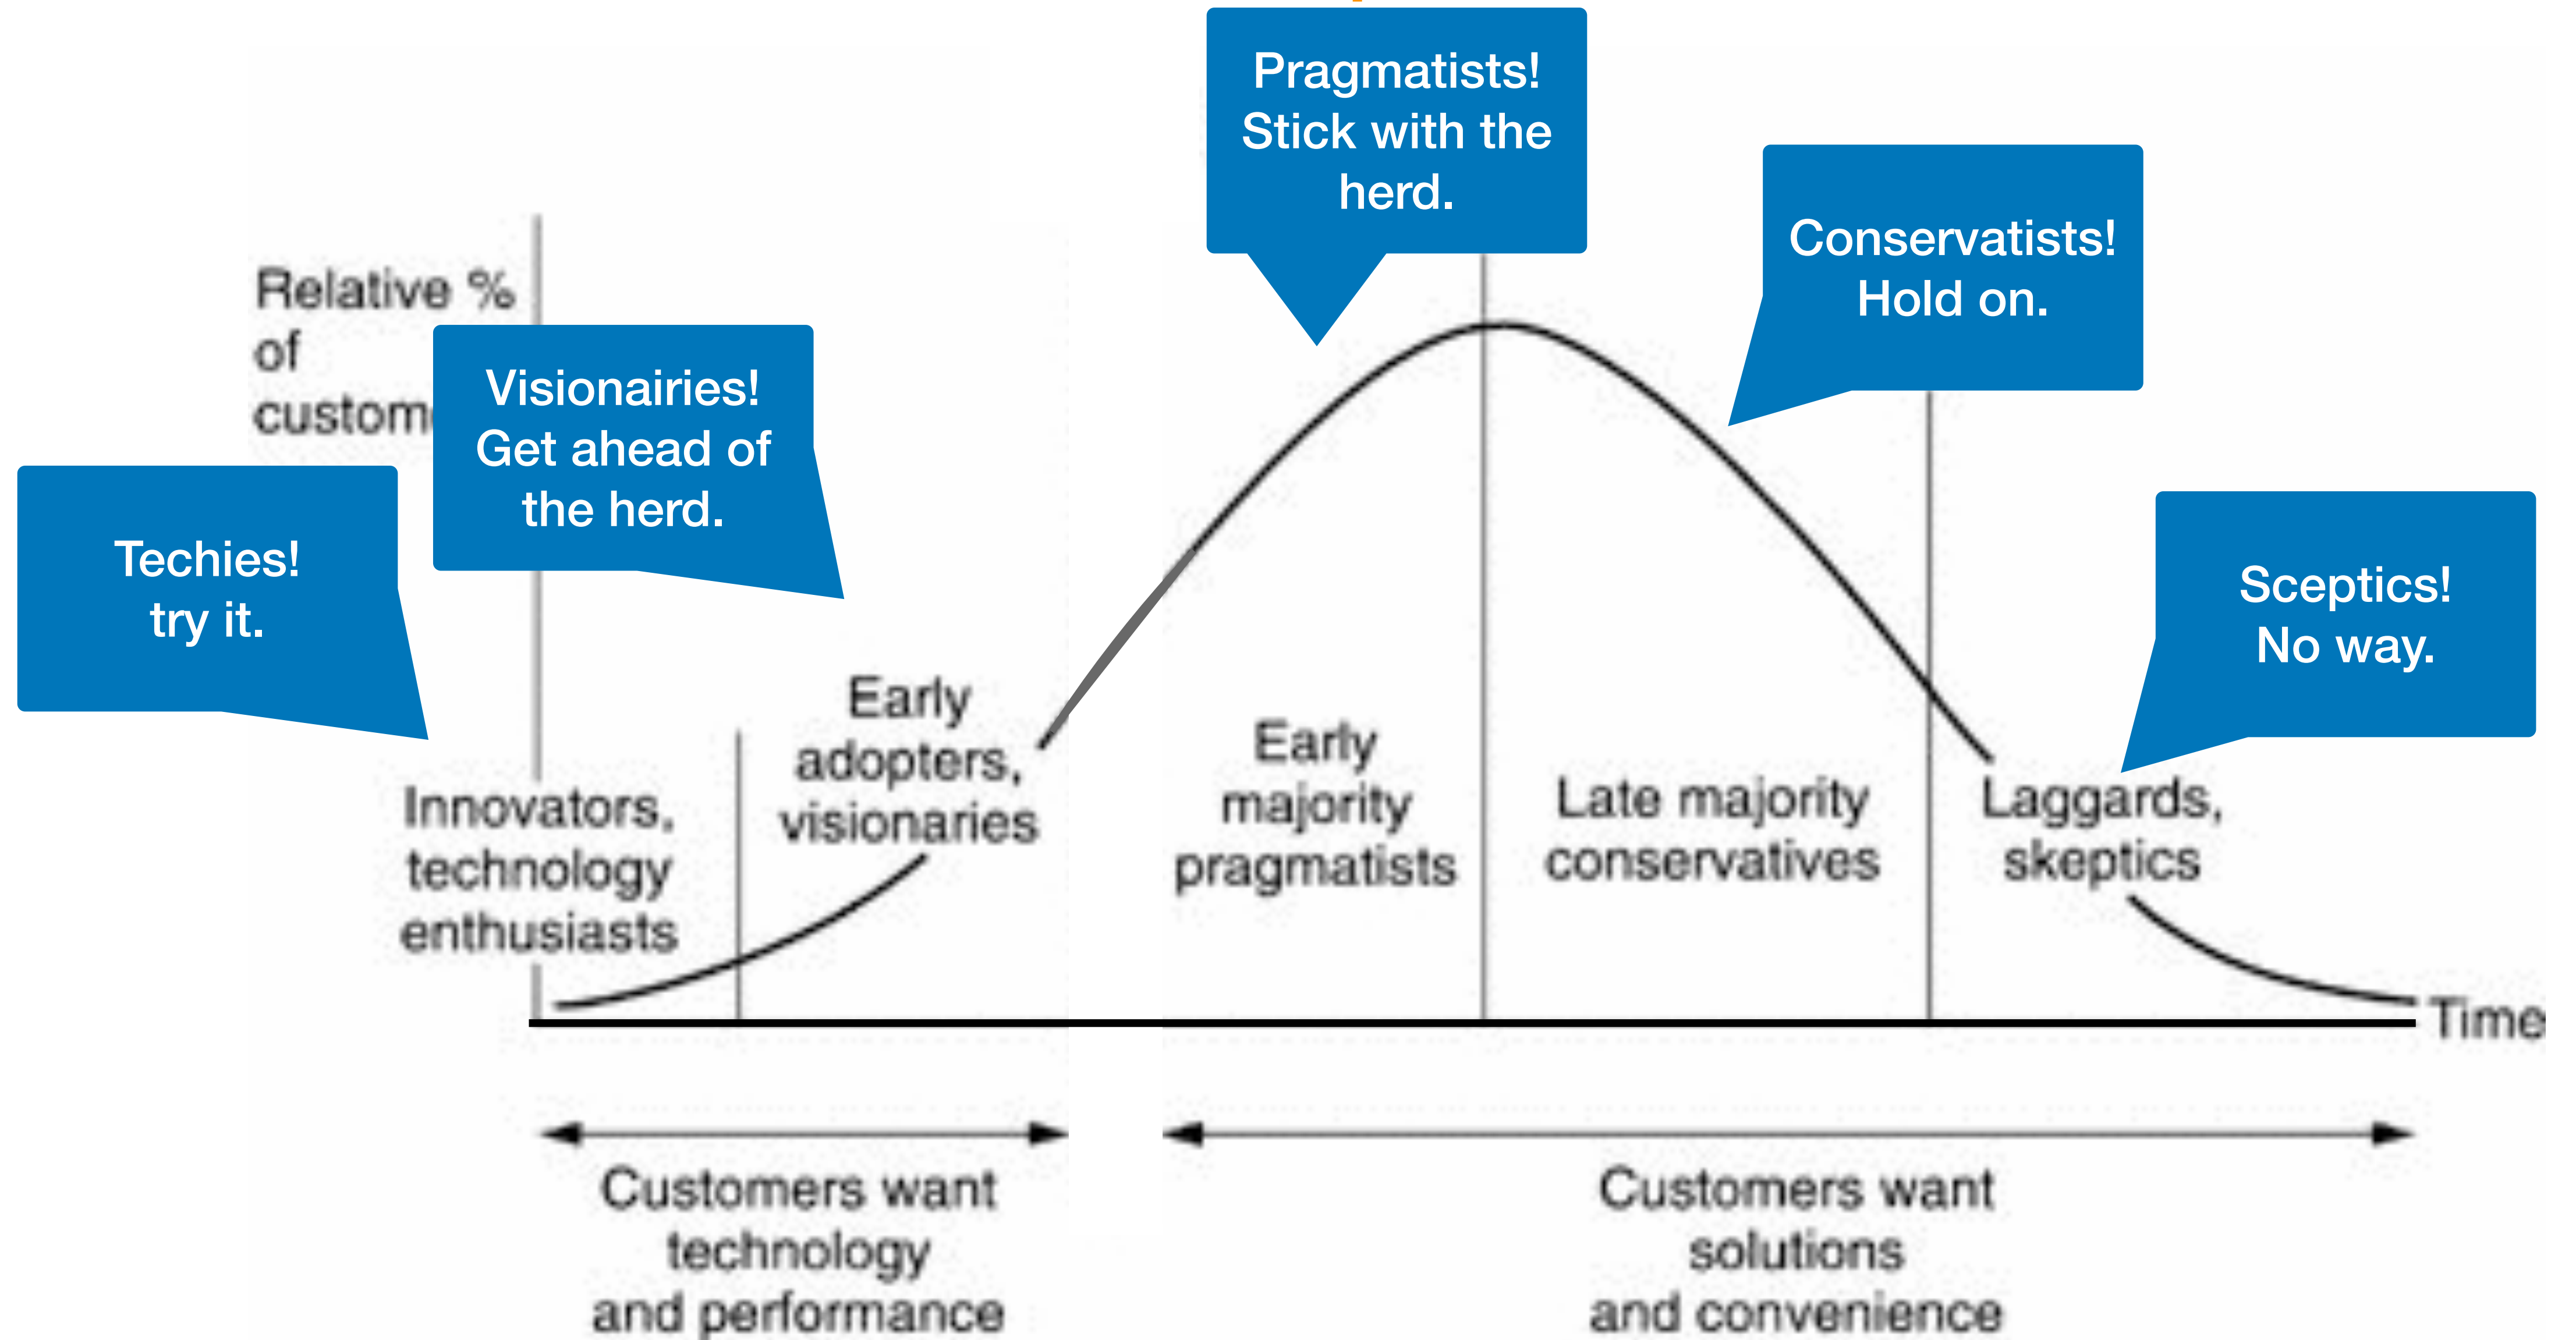 Pragmatists!
Stick with the
herd.
Conservatists!
Hold on.
Relative %
of
Visionairies!
Get ahead of
the herd.
Techies!
try it.
Sceptics!
No way.
Early
adopters,
visionaries
Innovators,
technology
enthusiasts
Early
majority
pragmatists
Late majority
conservatives
Laggards,
skeptics
Time
Customers want
technology
and performance
Customers want
solutions
and convenience